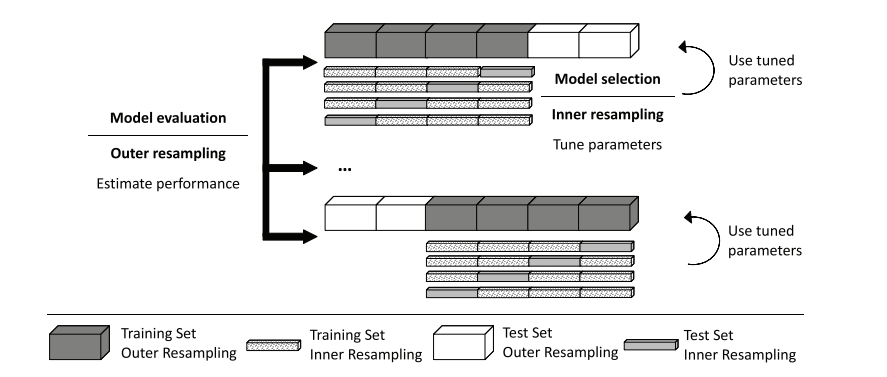 Model evaluation
Outer resampling
Estimate performance
Model selection
Inner resampling
Tune parameters
Use tuned
parameters
...
Use tuned
parameters
Training Set
Outer Resampling
Training Set
Inner Resampling
Test Set
Outer Resampling
Test Set
Inner Resampling